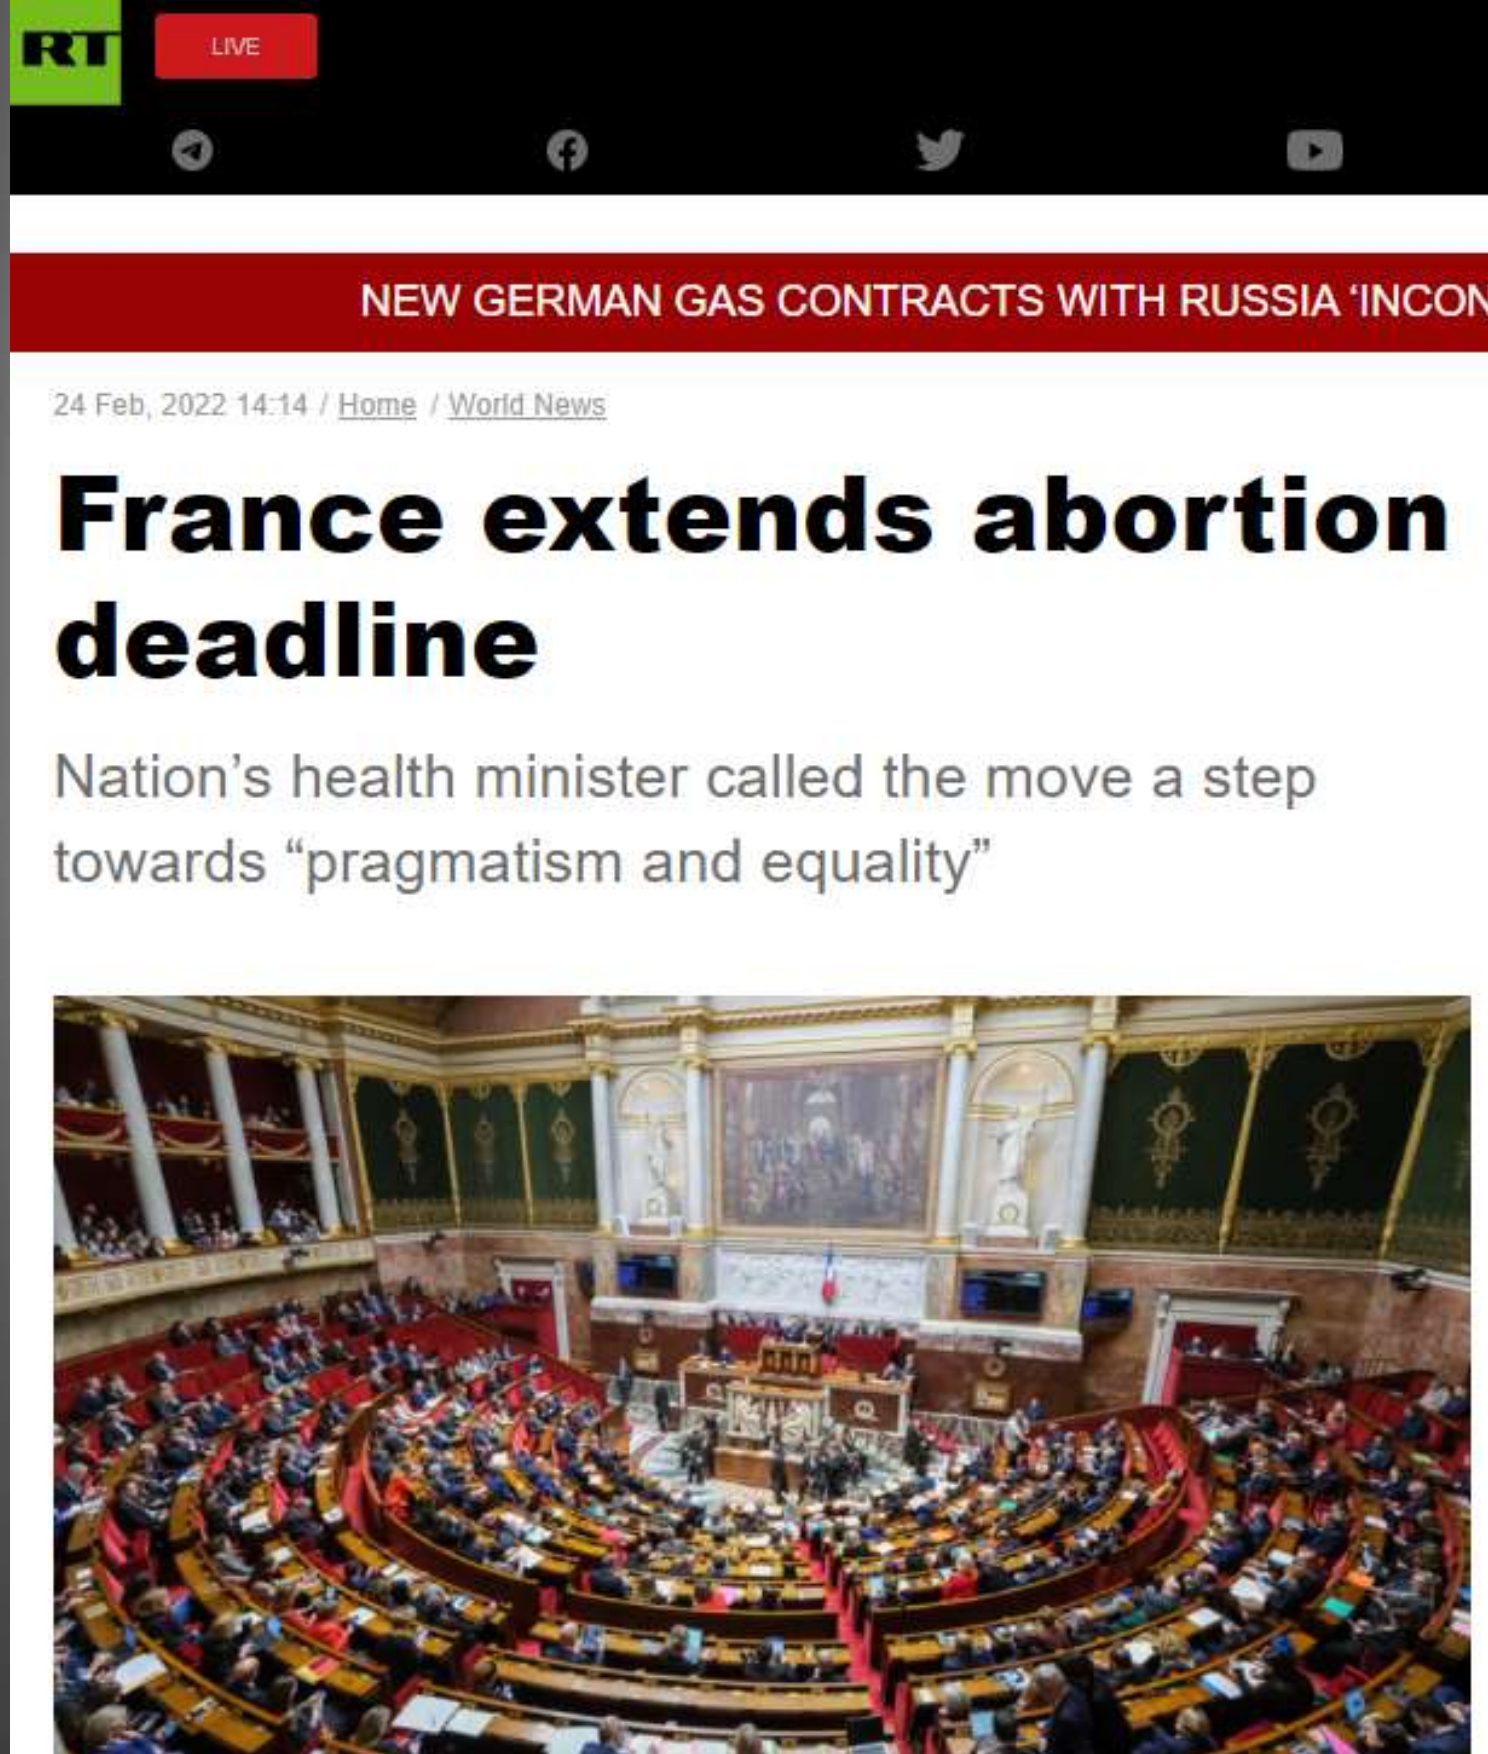 RT
LIVE
NEW GERMAN GAS CONTRACTS WITH RUSSIA ‘INCON
24 Feb, 2022 14:14 / Home / World News
France extends abortion
deadline
Nation’s health minister called the move a step
towards “pragmatism and equality”